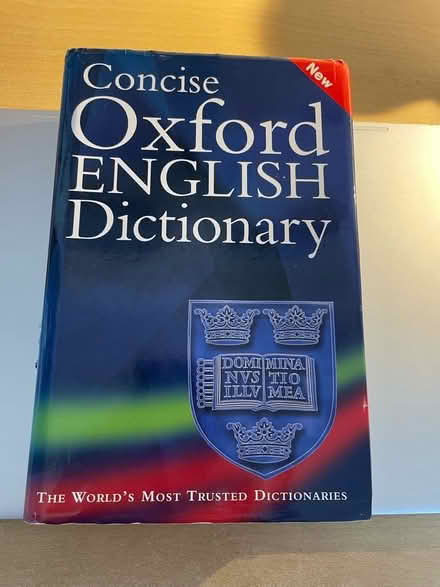 New
Concise
Oxford
ENGLISH
Dictionary
DOMI MINA
NVS TIO
ILLV MEA
THE WORLD'S MOST TRUSTED DICTIONARIES